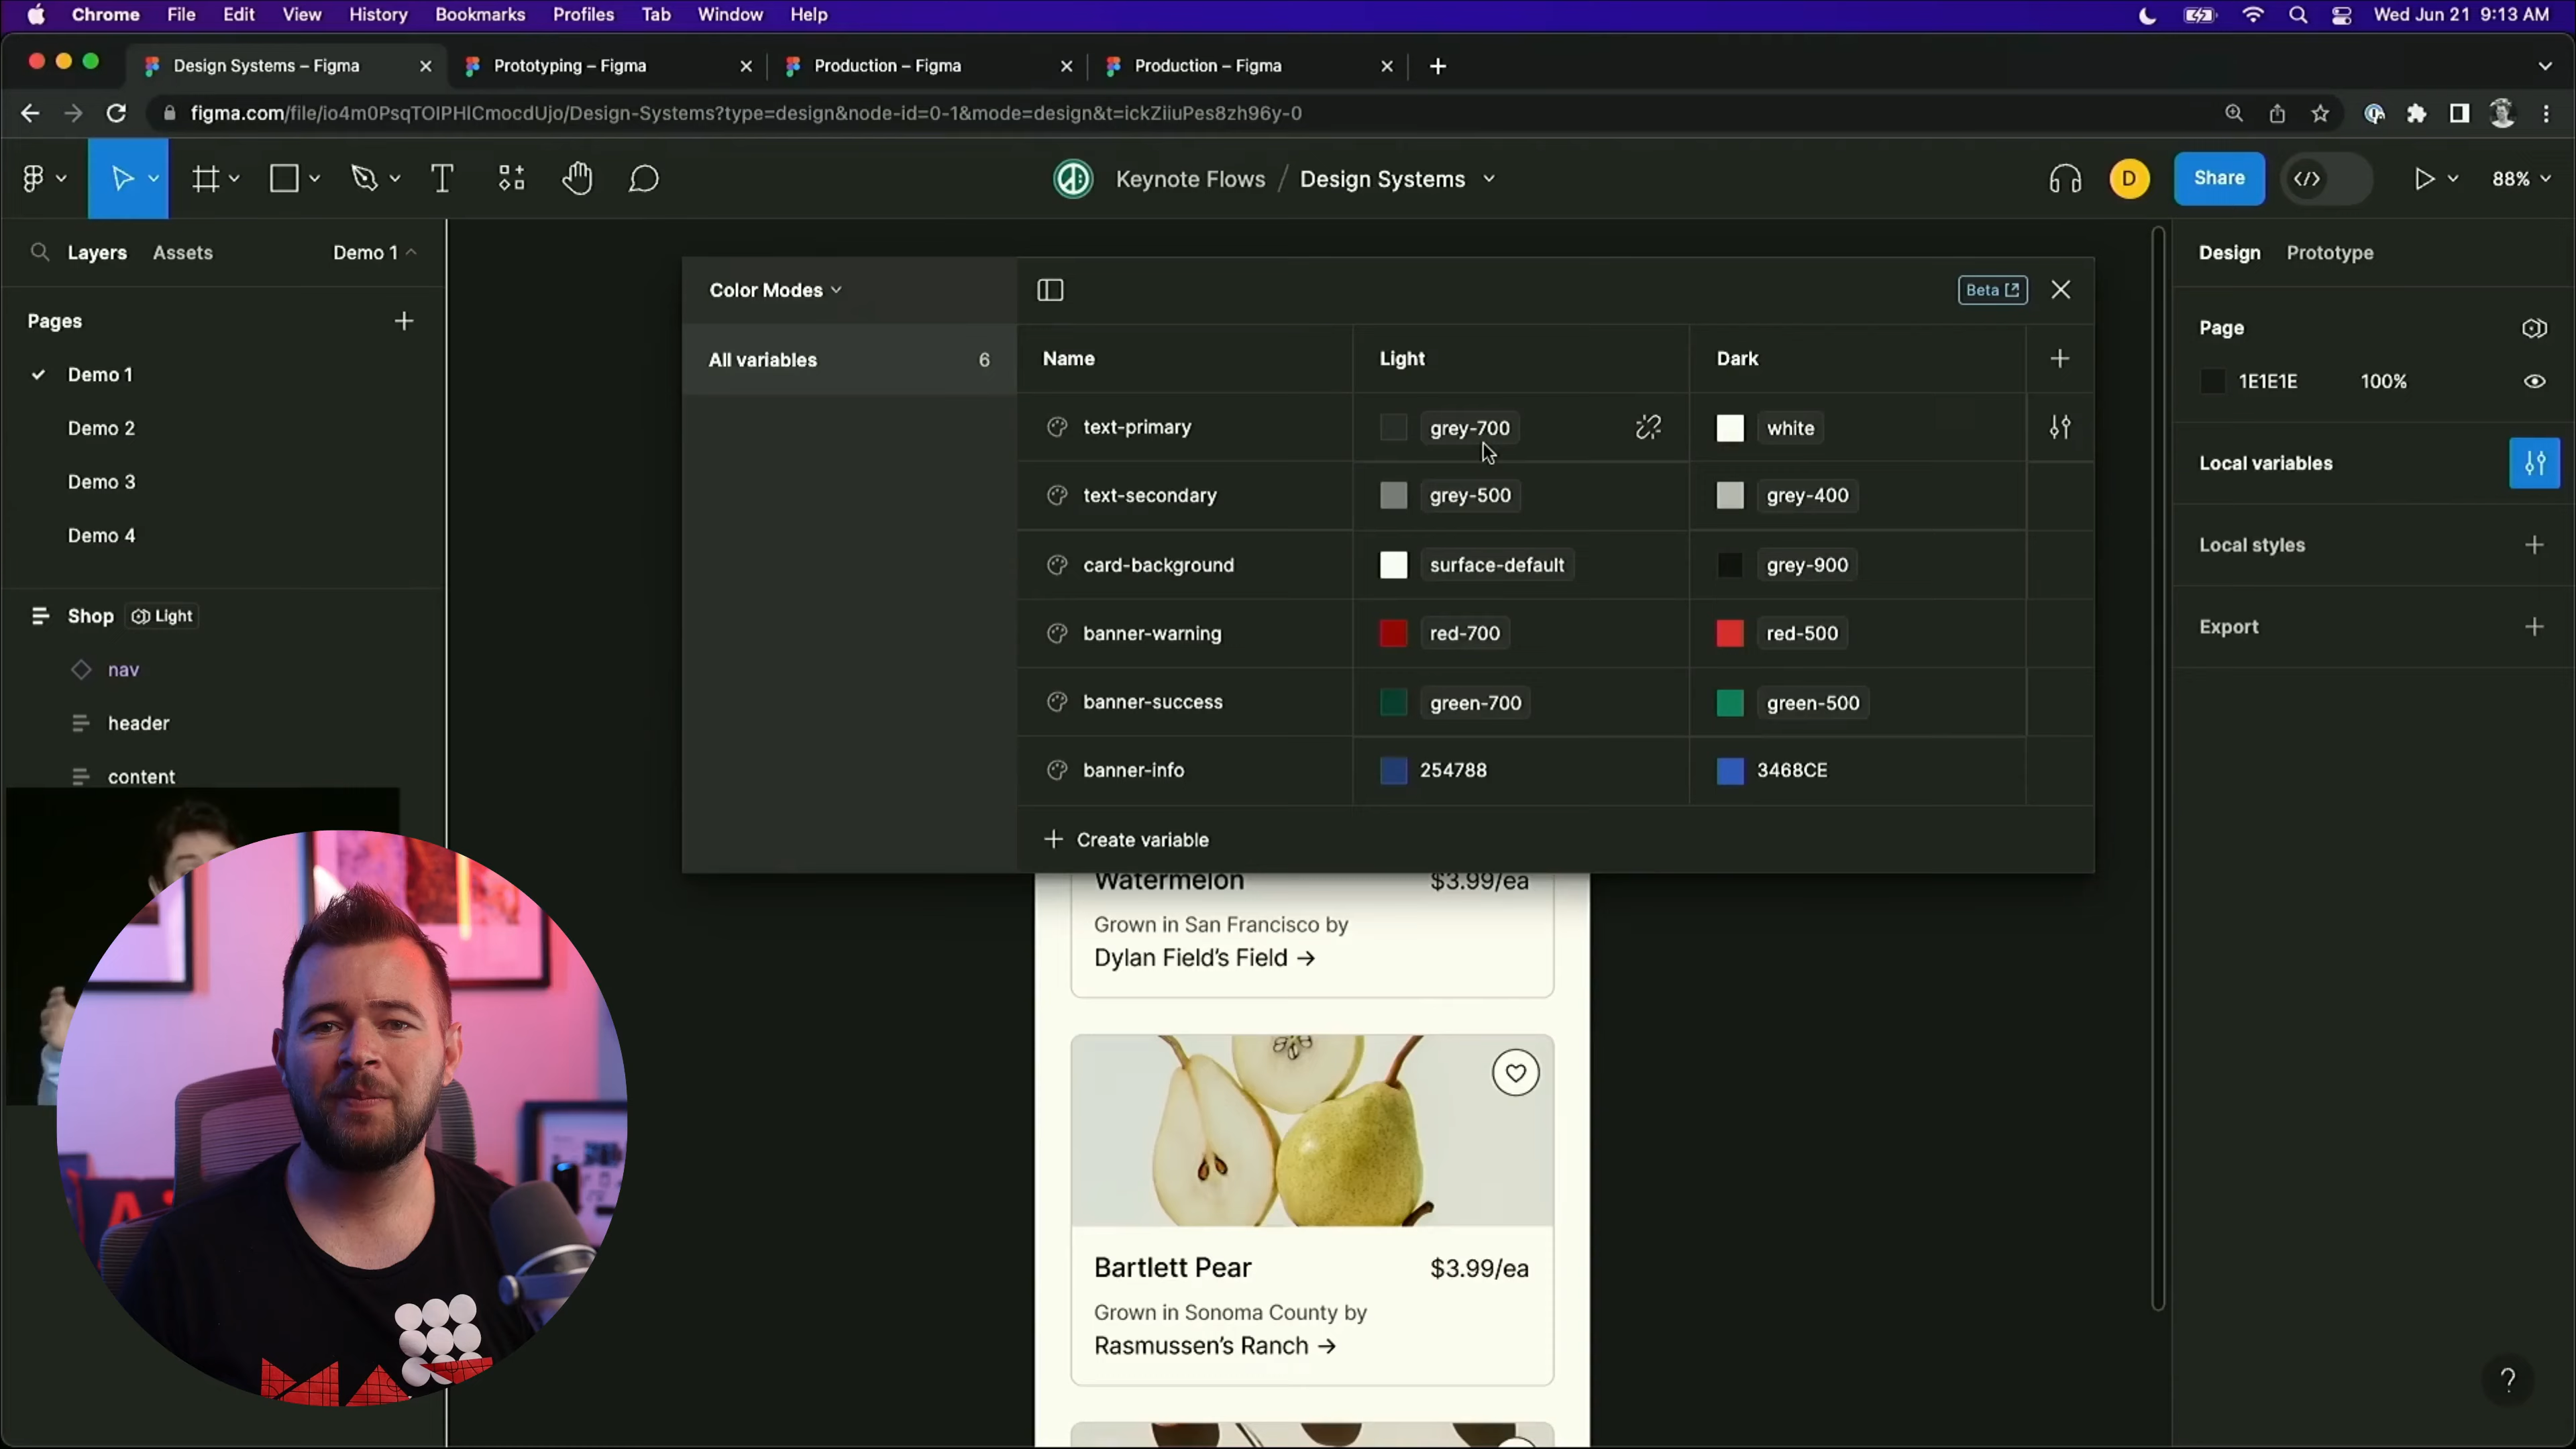 Chrome File Edit View History Bookmarks Profiles Tab Window Help Wed Jun 21 9:13 AM
Design Systems – Figma Prototyping – Figma Production – Figma Production – Figma
figma.com/file/io4m0PsqTOlPHlCmocdUjo/Design-Systems?type=design&node-id=0-1&mode=design&t=ickZiiuPes8zh96y-0
Keynote Flows / Design Systems D Share 88%
Layers Assets Demo 1
Pages
Demo 1
Demo 2
Demo 3
Demo 4
Shop Light
nav
header
content
Color Modes
All variables 6
Beta
Name Light Dark
text-primary grey-700 white
text-secondary grey-500 grey-400
card-background surface-default grey-900
banner-warning red-700 red-500
banner-success green-700 green-500
banner-info 254788 3468CE
Create variable
Watermelon $3.99/ea
Grown in San Francisco by
Dylan Field's Field →
Bartlett Pear $3.99/ea
Grown in Sonoma County by
Rasmussen's Ranch →
Design Prototype
Page
1E1E1E 100%
Local variables
Local styles
Export
?